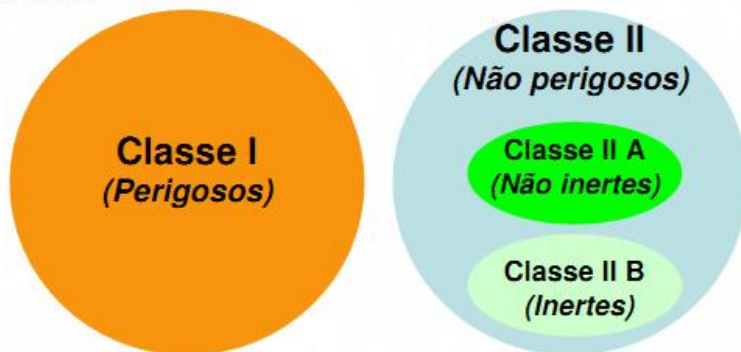 Classe I
(Perigosos)
Classe II
(Não perigosos)
Classe II A
(Não inertes)
Classe II B
(Inertes)